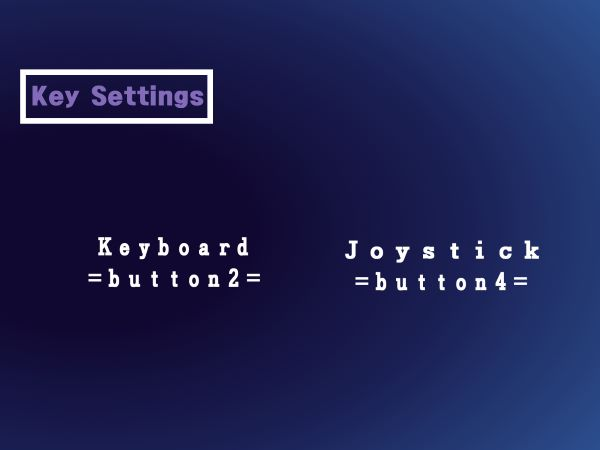 Key Settings
Keyboard
=button2=
Joystick
=button4=